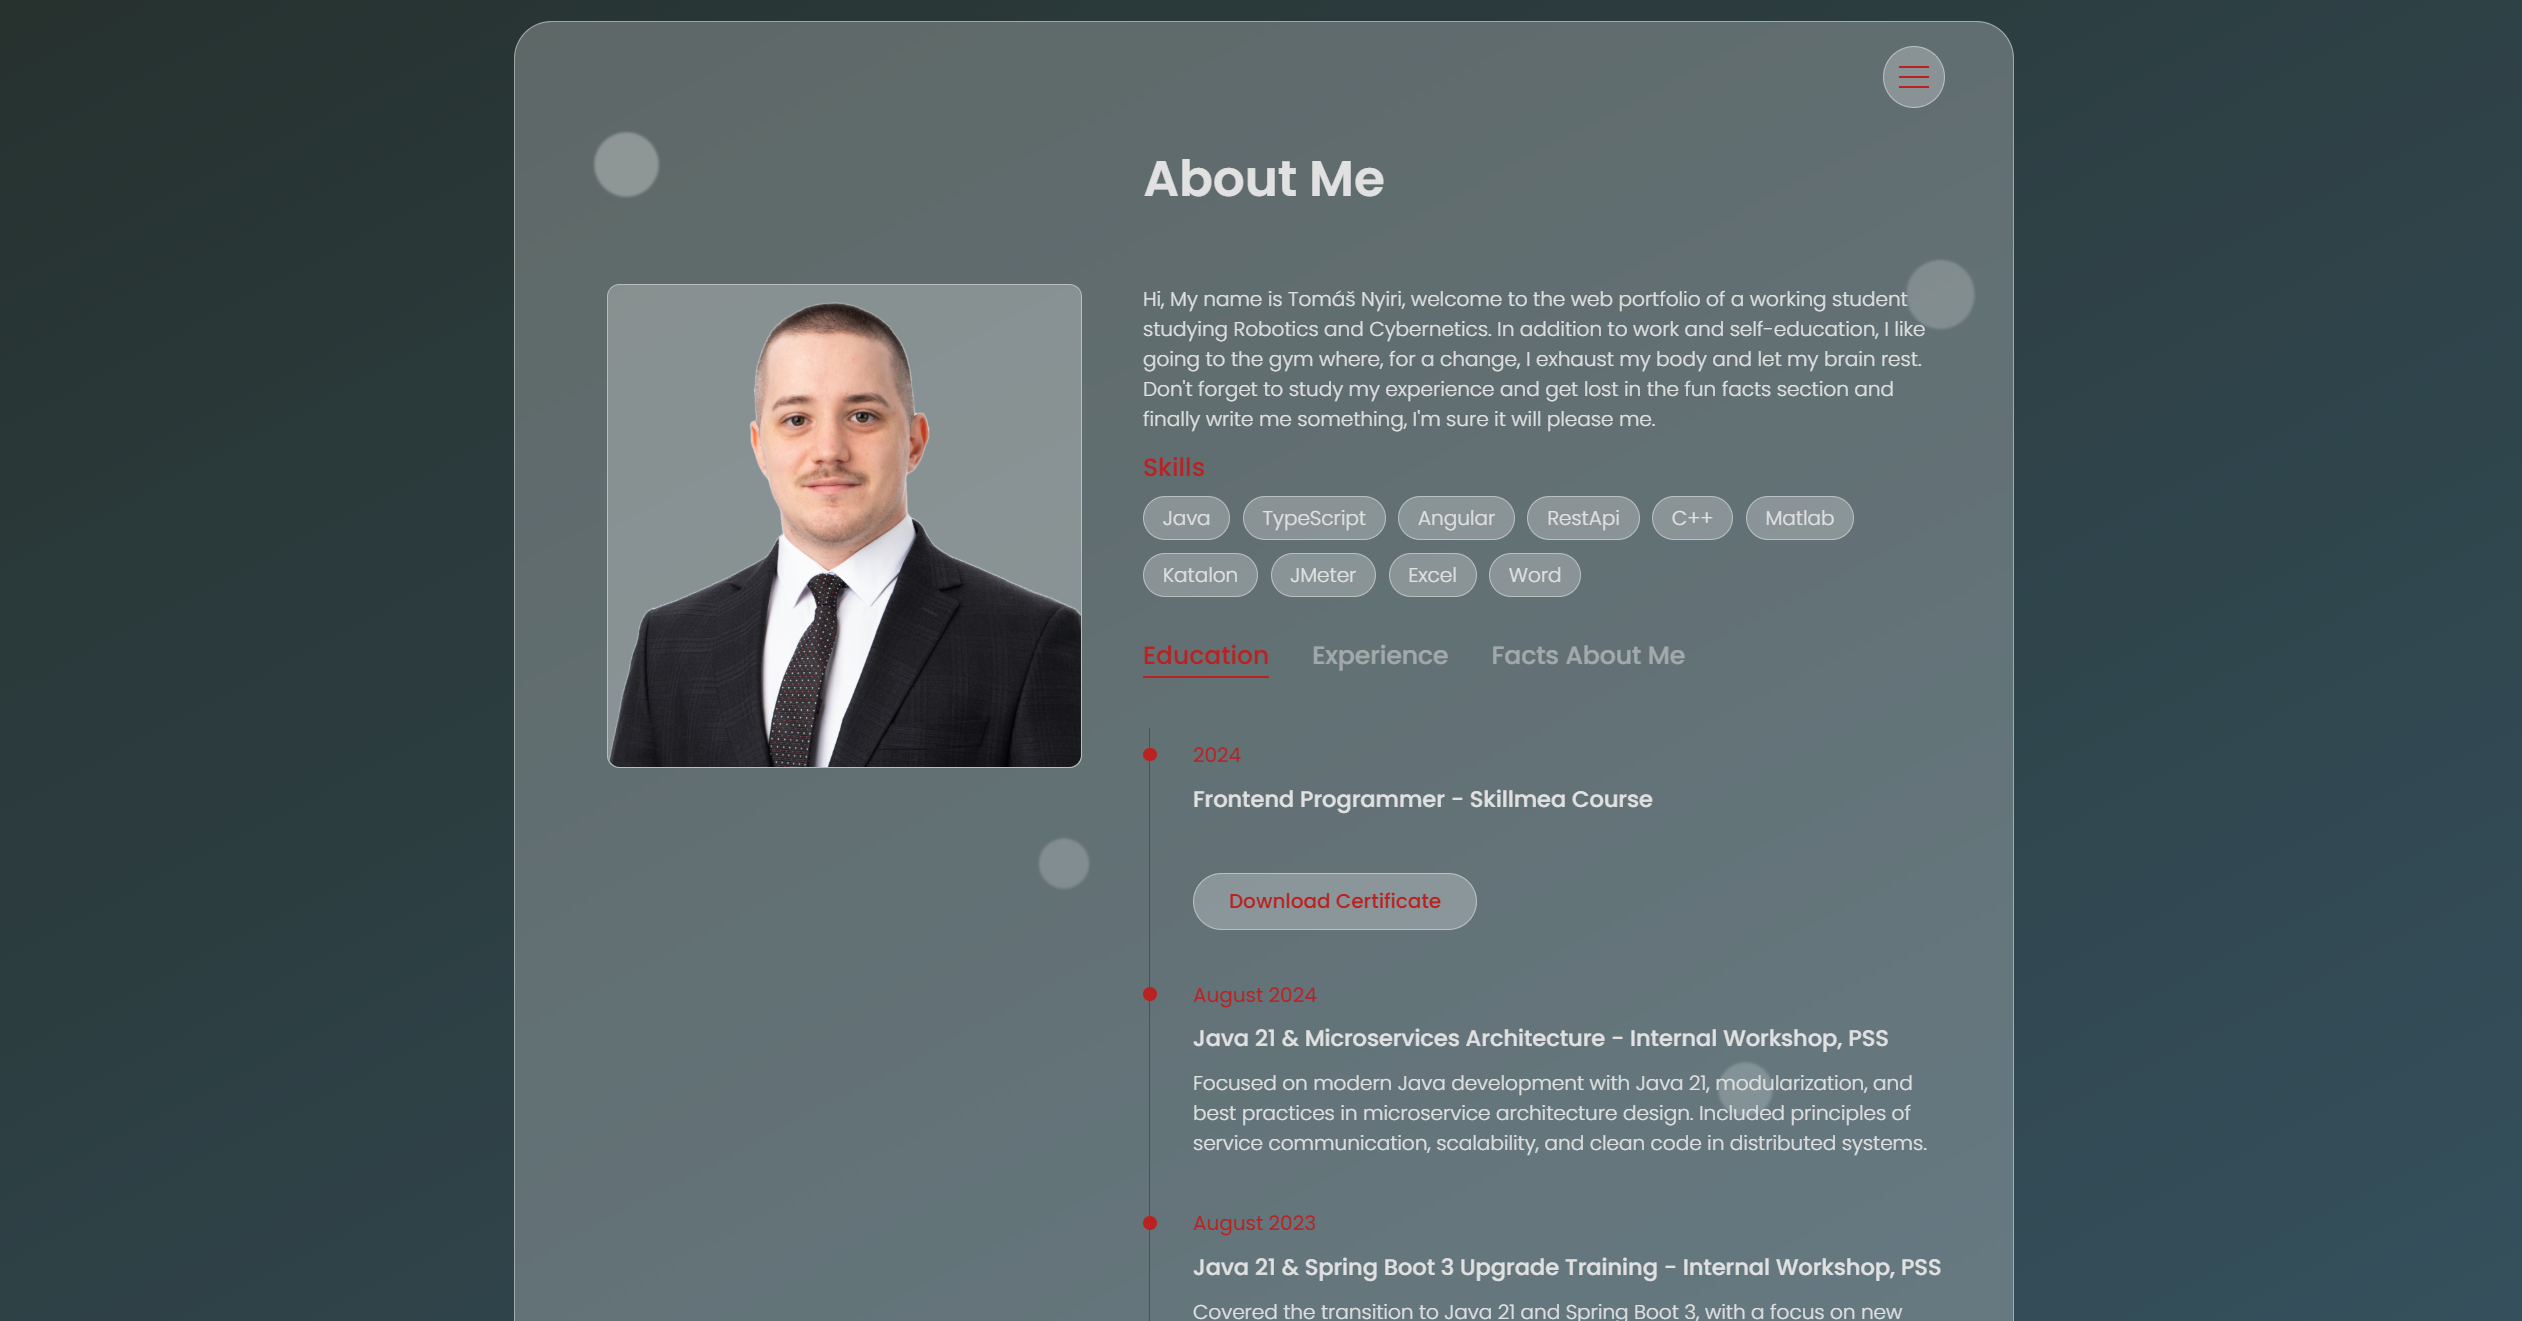 About Me
Hi, My name is Tomáš Nyiri, welcome to the web portfolio of a working student
studying Robotics and Cybernetics. In addition to work and self-education, I like
going to the gym where, for a change, I exhaust my body and let my brain rest.
Don't forget to study my experience and get lost in the fun facts section and
finally write me something, I'm sure it will please me.
Skills
Java TypeScript Angular RestApi C++ Matlab
Katalon JMeter Excel Word
Education Experience Facts About Me
2024
Frontend Programmer - Skillmea Course
Download Certificate
August 2024
Java 21 & Microservices Architecture - Internal Workshop, PSS
Focused on modern Java development with Java 21, modularization, and
best practices in microservice architecture design. Included principles of
service communication, scalability, and clean code in distributed systems.
August 2023
Java 21 & Spring Boot 3 Upgrade Training - Internal Workshop, PSS
Covered the transition to Java 21 and Spring Boot 3, with a focus on new